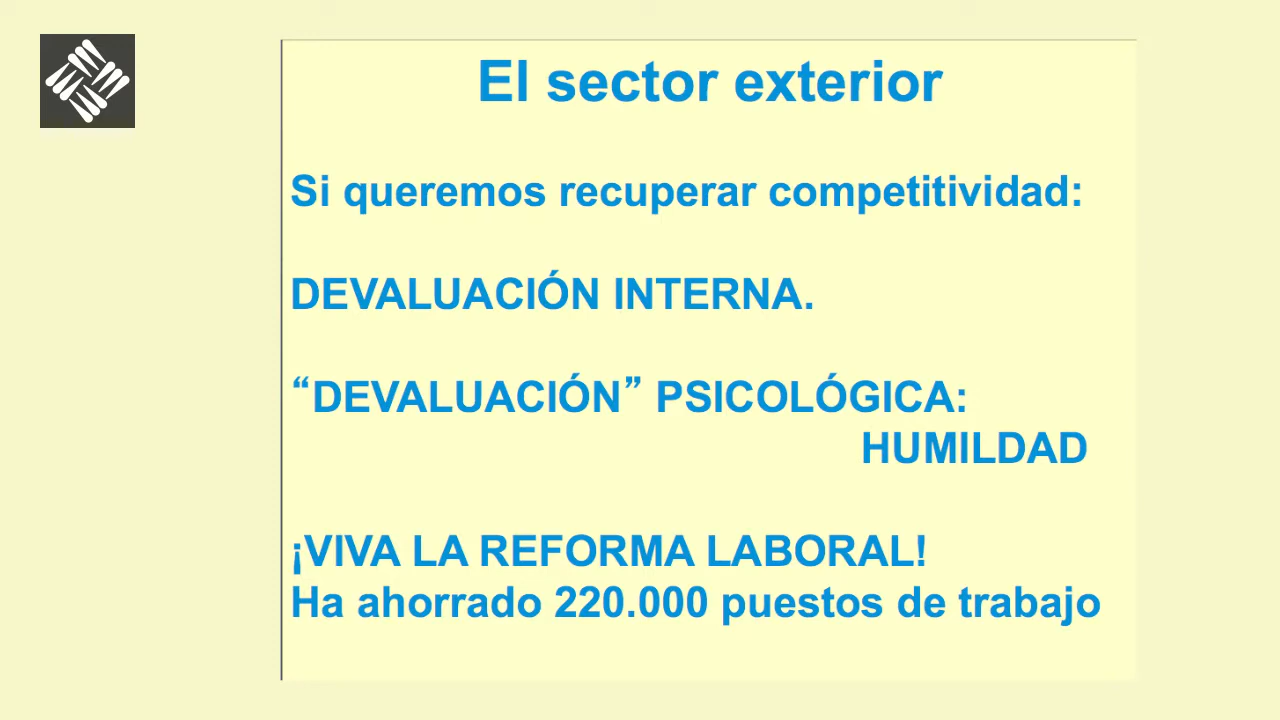 El sector exterior
Si queremos recuperar competitividad:
DEVALUACIÓN INTERNA.
“DEVALUACIÓN” PSICOLÓGICA:
HUMILDAD
¡VIVA LA REFORMA LABORAL!
Ha ahorrado 220.000 puestos de trabajo